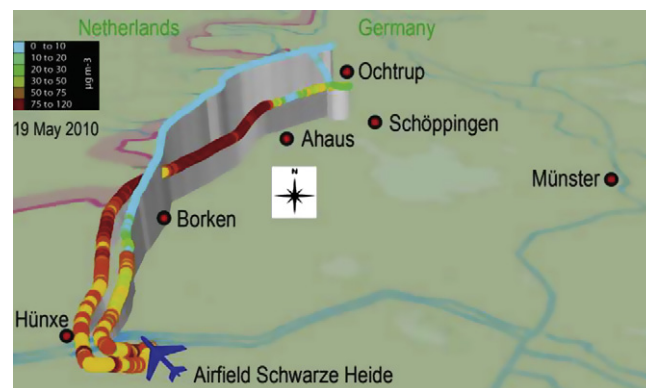 Netherlands
Germany
0 to 10
10 to 20
20 to 30
30 to 50
50 to 75
75 to 120
µg m-3
19 May 2010
Ochtrup
Schöppingen
Ahaus
N
Münster
Borken
Hünxe
Airfield Schwarze Heide